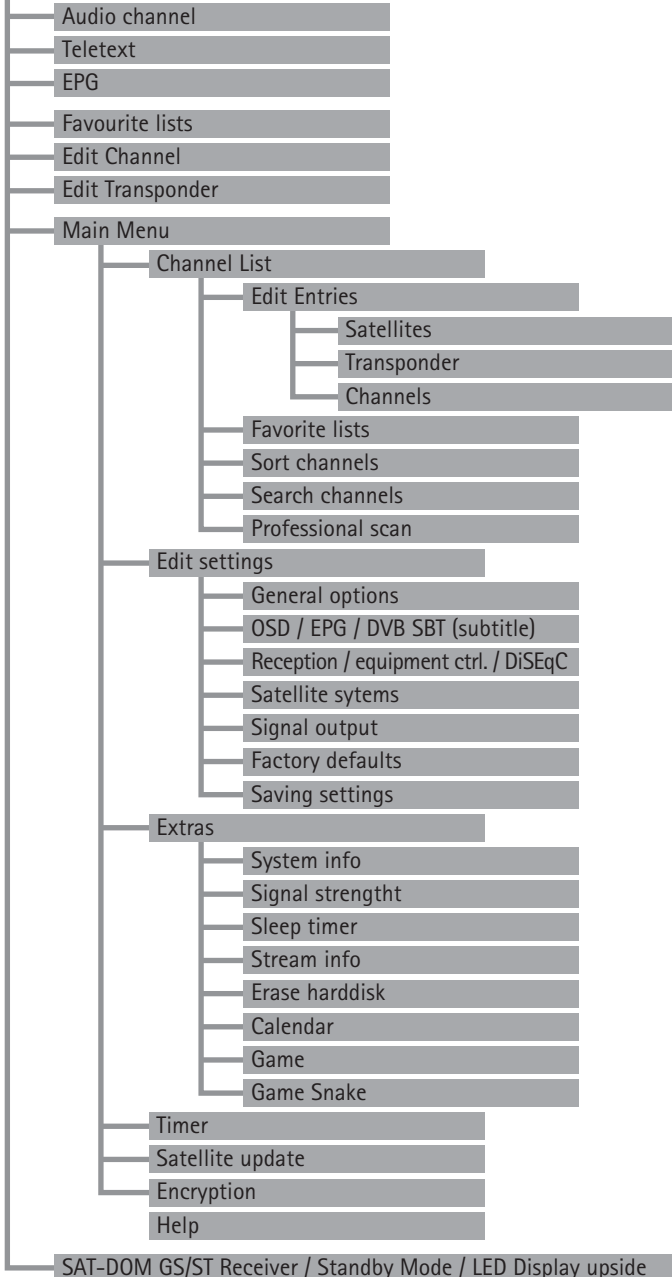 Audio channel
Teletext
EPG
Favourite lists
Edit Channel
Edit Transponder
Main Menu
Channel List
Edit Entries
Satellites
Transponder
Channels
Favorite lists
Sort channels
Search channels
Professional scan
Edit settings
General options
OSD / EPG / DVB SBT (subtitle)
Reception / equipment ctrl. / DiSEqC
Satellite sytems
Signal output
Factory defaults
Saving settings
Extras
System info
Signal strengtht
Sleep timer
Stream info
Erase harddisk
Calendar
Game
Game Snake
Timer
Satellite update
Encryption
Help
SAT-DOM GS/ST Receiver / Standby Mode / LED Display upside